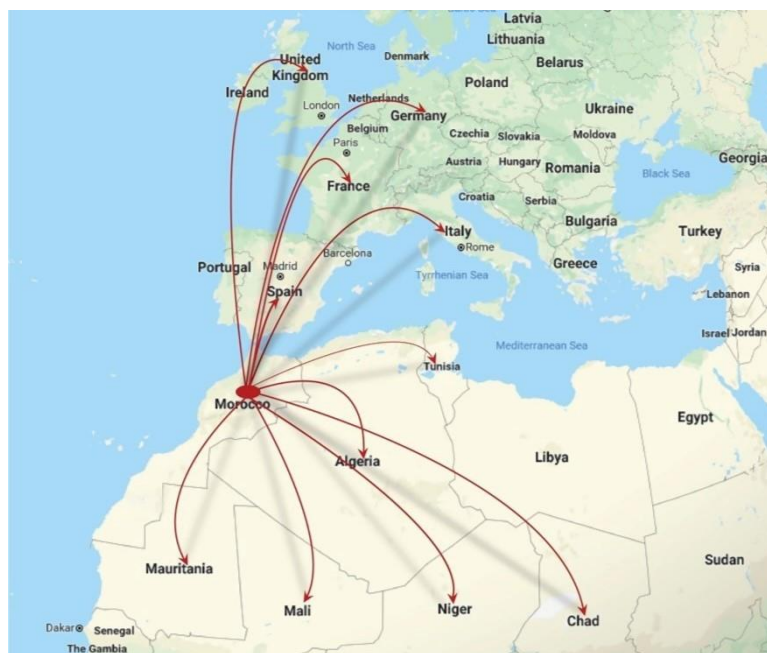 Latvia
North Sea
Denmark
Lithuania
United
Kingdom
Belarus
Ireland
Poland
London
Netherlands
Germany
Ukraine
Belgium
Czechia
Slovakia
Moldova
Paris
Austria
Hungary
Georgia
France
Romania
Black Sea
Croatia
Serbia
Bulgaria
Italy
Rome
Turkey
Portugal
Madrid
Barcelona
Greece
Syria
Spain
Tyrrhenian Sea
Lebanon
Israel
Jordan
Mediterranean Sea
Tunisia
Morocco
Egypt
Algeria
Libya
Sudan
Mauritania
Mali
Niger
Chad
Dakar
Senegal
The Gambia